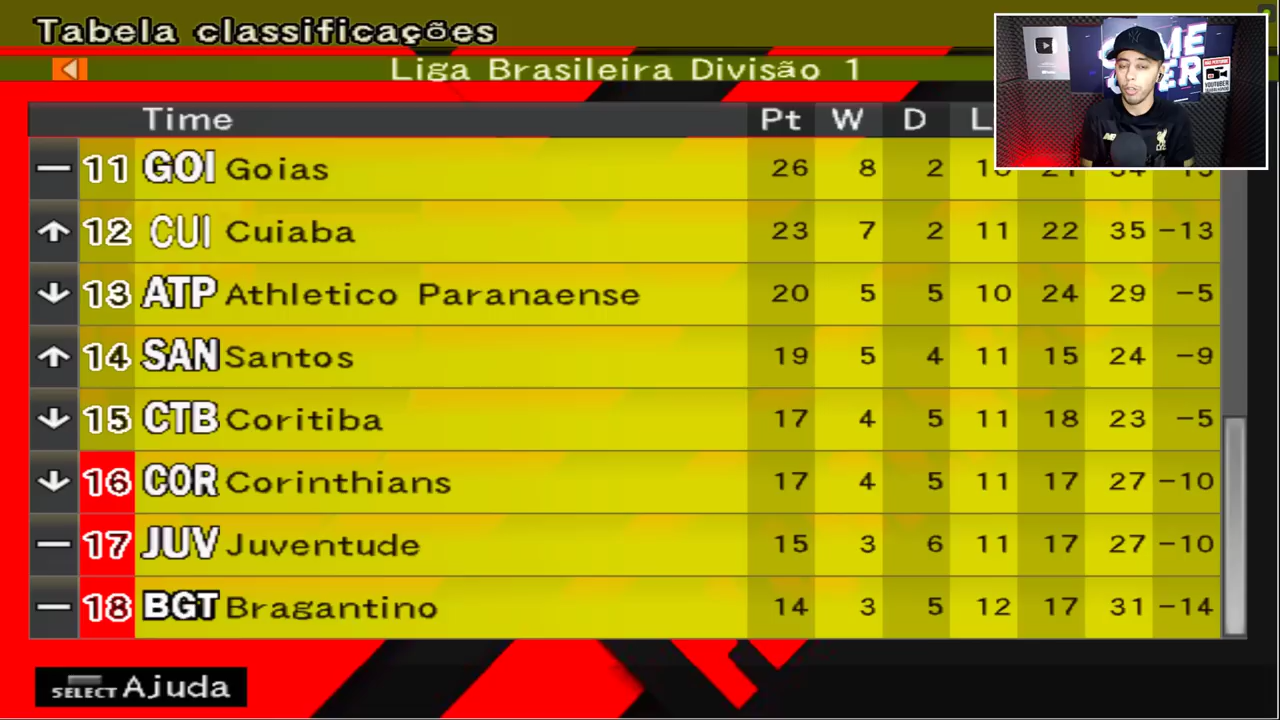 Tabela classificações
Liga Brasileira Divisão 1
Time Pt W D L
11 GOI Goias 26 8 2 10 21 34 -13
12 CUI Cuiaba 23 7 2 11 22 35 -13
13 ATP Athletico Paranaense 20 5 5 10 24 29 -5
14 SAN Santos 19 5 4 11 15 24 -9
15 CTB Coritiba 17 4 5 11 18 23 -5
16 COR Corinthians 17 4 5 11 17 27 -10
17 JUV Juventude 15 3 6 11 17 27 -10
18 BGT Bragantino 14 3 5 12 17 31 -14
SELECT Ajuda